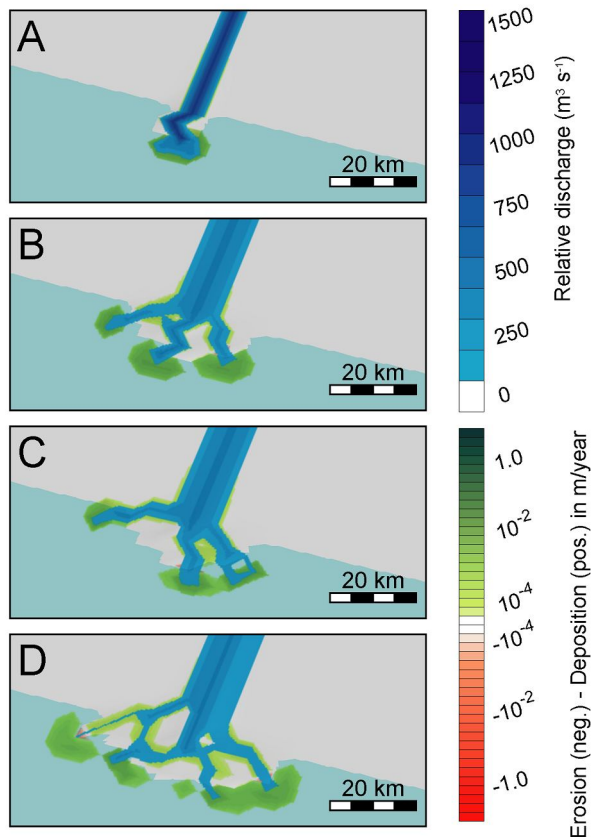 A
20 km
B
20 km
C
20 km
D
20 km
1500
1250
1000
750
500
250
0
Relative discharge (m³ s⁻¹)
1.0
10⁻²
10⁻⁴
-10⁻⁴
-10⁻²
-1.0
Erosion (neg.) - Deposition (pos.) in m/year